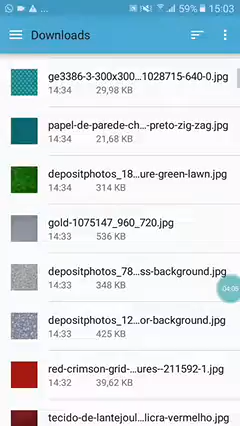 59% 15:03
Downloads
ge3386-3-300x300...1028715-640-0.jpg
14:34 29,98 KB
papel-de-parede-ch...-preto-zig-zag.jpg
14:34 21,68 KB
depositphotos_18...ure-green-lawn.jpg
14:34 314 KB
gold-1075147_960_720.jpg
14:33 536 KB
depositphotos_78...ss-background.jpg
14:33 348 KB
04:09
depositphotos_12...or-background.jpg
14:33 425 KB
red-crimson-grid-...ures--211592-1.jpg
14:32 39,62 KB
tecido-de-lantejoul...licra-vermelho.jpg